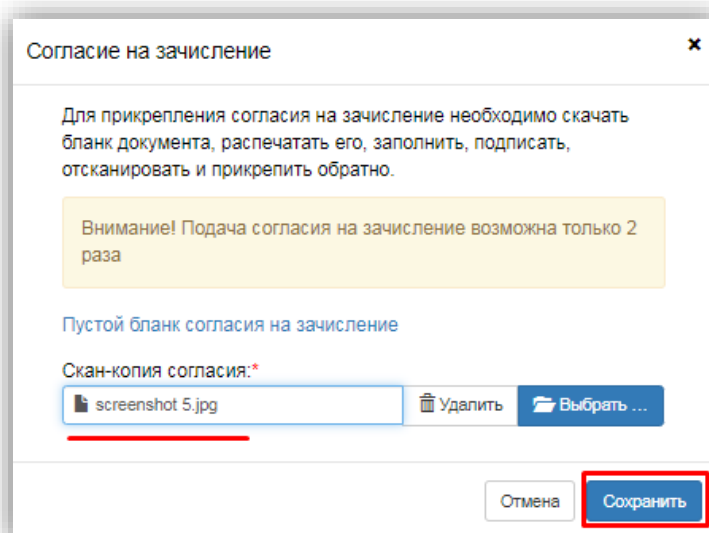 Согласие на зачисление ×
Для прикрепления согласия на зачисление необходимо скачать
бланк документа, распечатать его, заполнить, подписать,
отсканировать и прикрепить обратно.
Внимание! Подача согласия на зачисление возможна только 2
раза
Пустой бланк согласия на зачисление
Скан-копия согласия:*
screenshot 5.jpg Удалить Выбрать ...
Отмена Сохранить